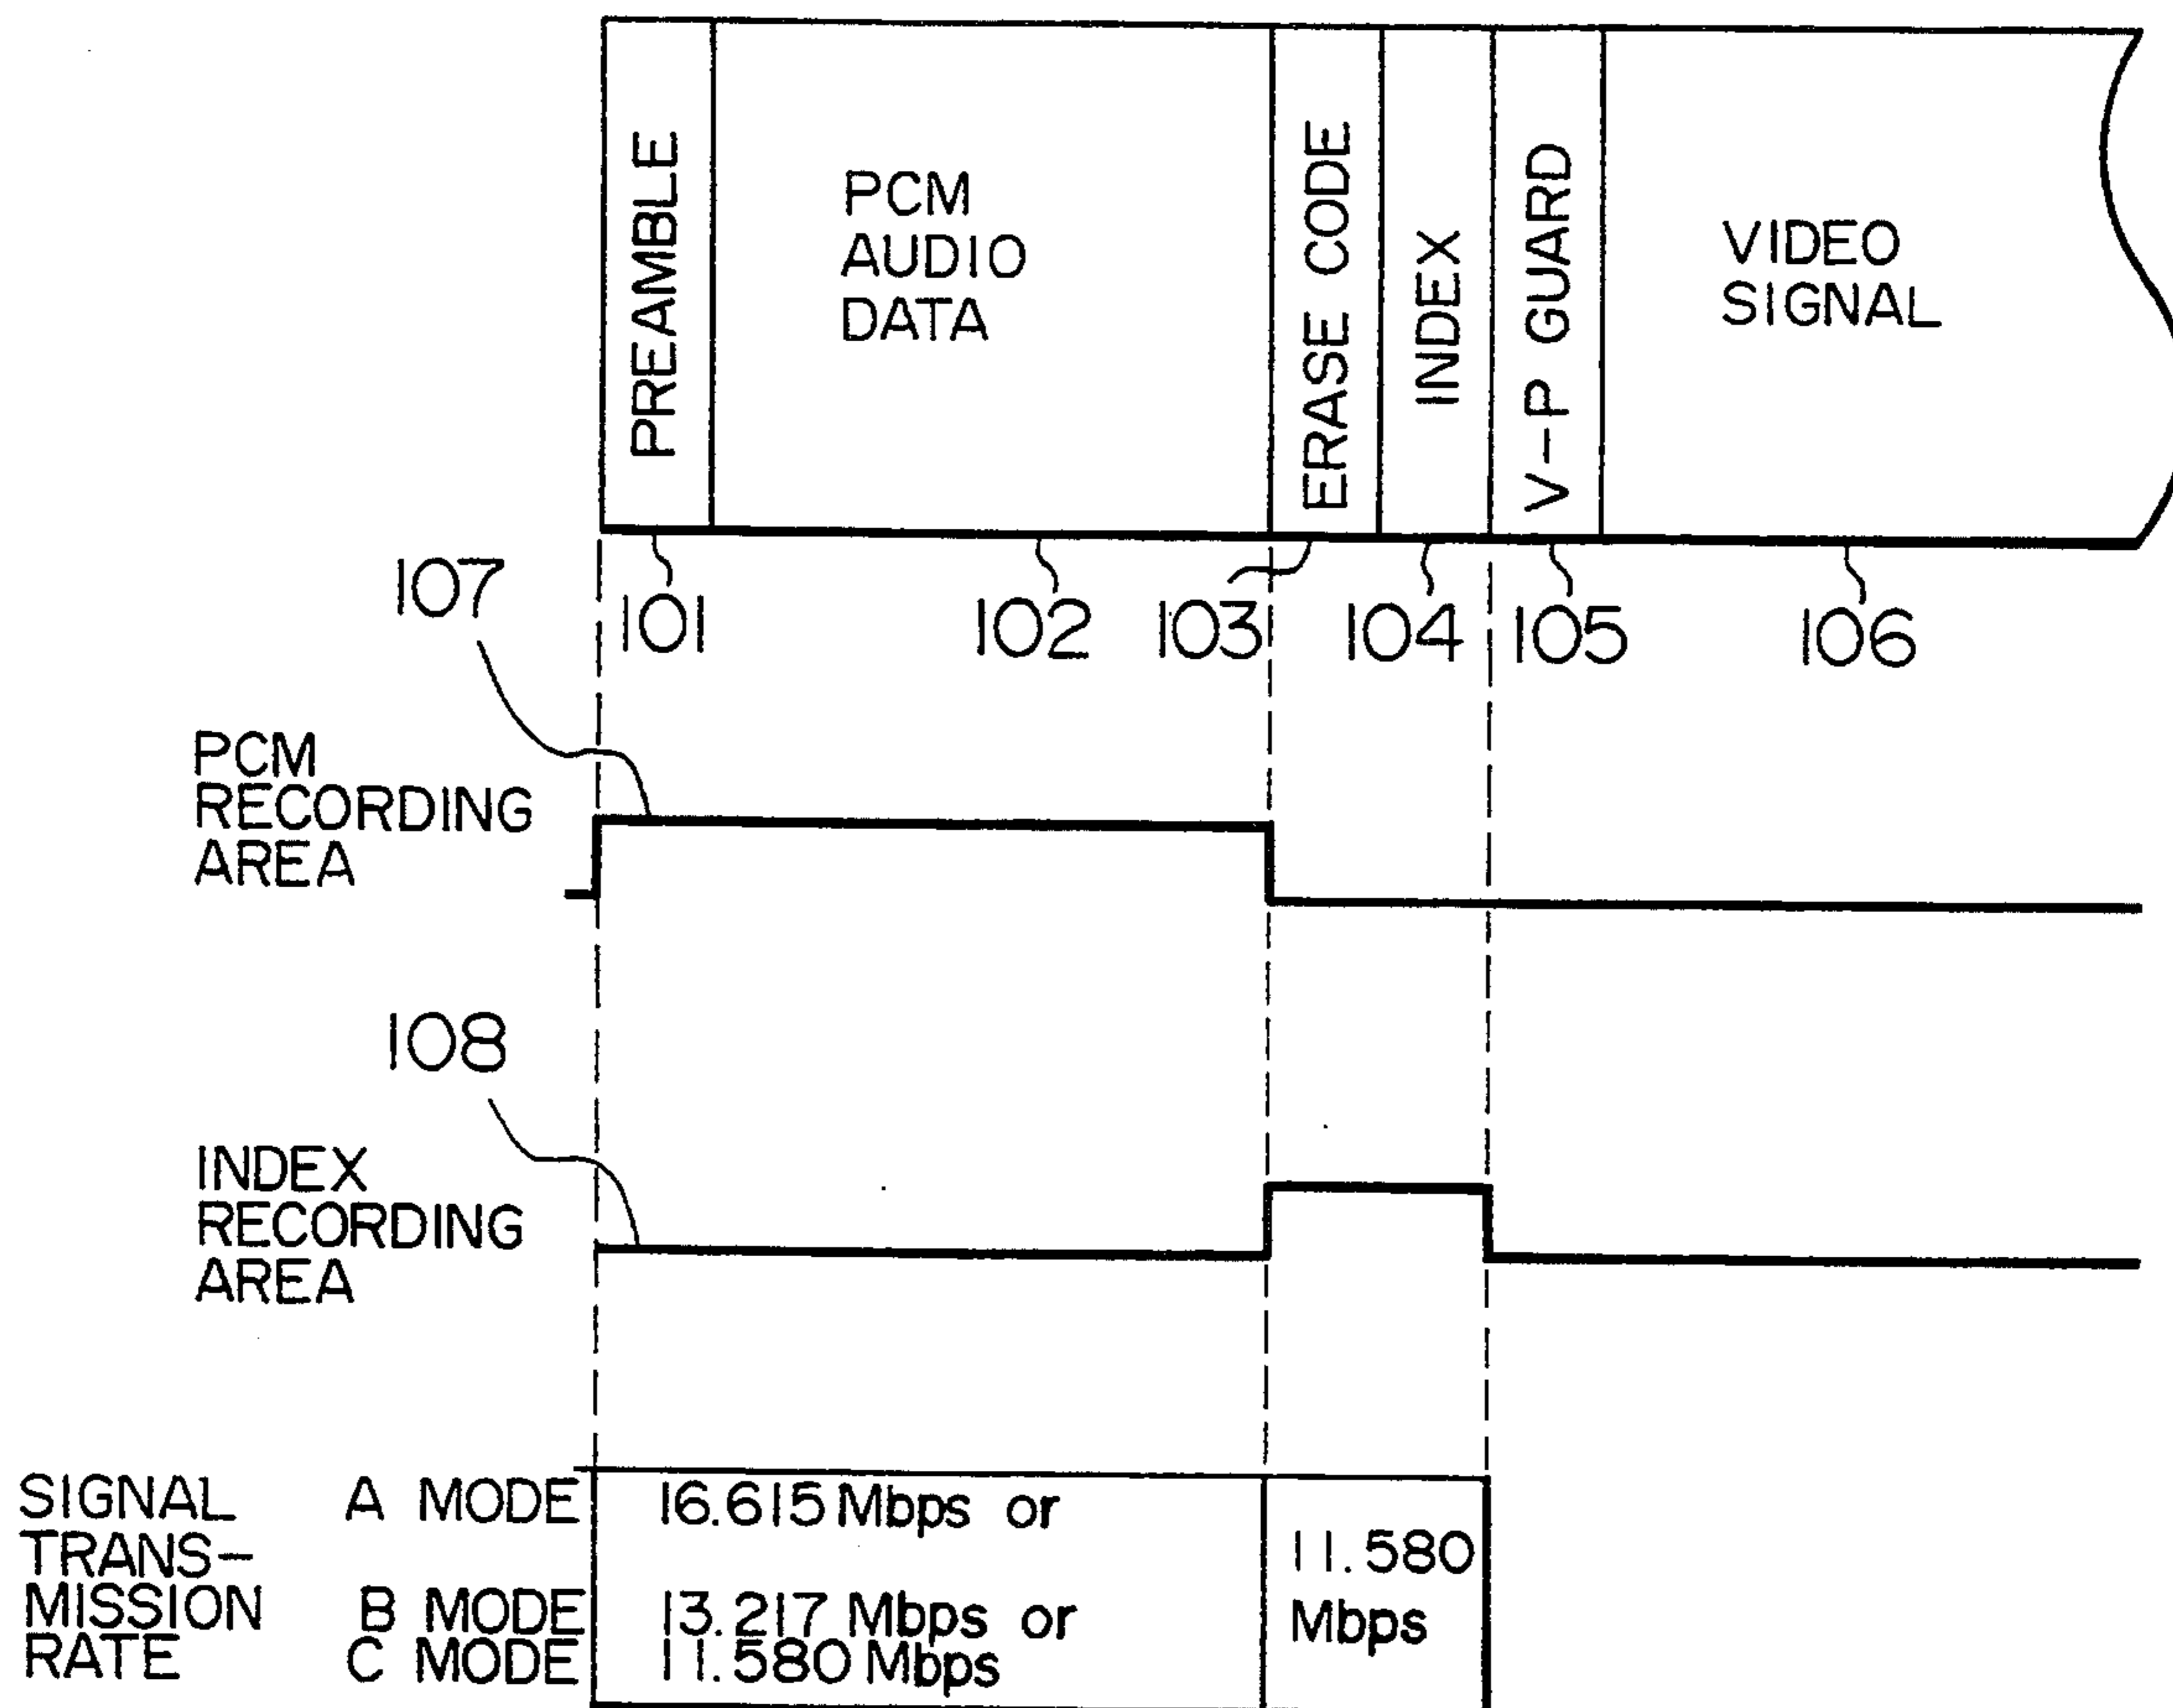 PREAMBLE
PCM
AUDIO
DATA
ERASE CODE
INDEX
V-P GUARD
VIDEO
SIGNAL
107
101
102
103
104
105
106
PCM
RECORDING
AREA
108
INDEX
RECORDING
AREA
SIGNAL
TRANS-
MISSION
RATE
A MODE
16.615 Mbps or
B MODE
13.217 Mbps or
C MODE
11.580 Mbps
11.580
Mbps